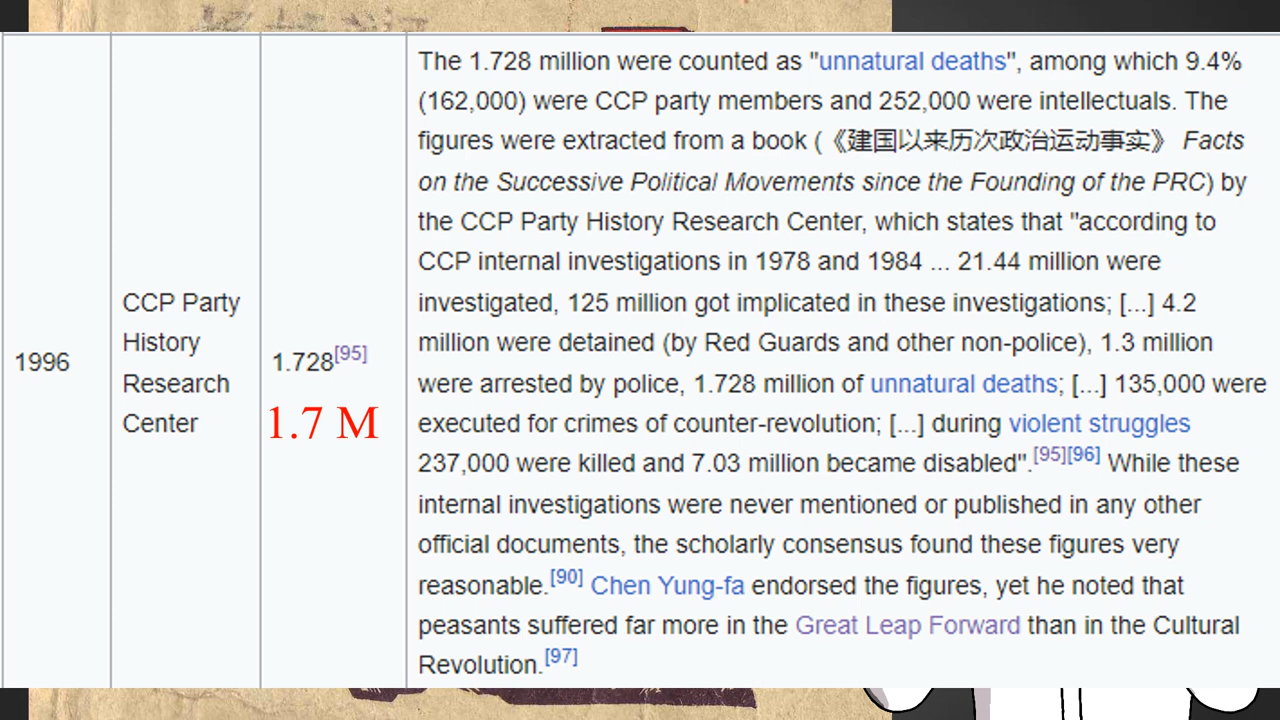 1996
CCP Party
History
Research
Center
1.728[95]
1.7 M
The 1.728 million were counted as "unnatural deaths", among which 9.4%
(162,000) were CCP party members and 252,000 were intellectuals. The
figures were extracted from a book (《建国以来历次政治运动事实》 Facts
on the Successive Political Movements since the Founding of the PRC) by
the CCP Party History Research Center, which states that "according to
CCP internal investigations in 1978 and 1984 ... 21.44 million were
investigated, 125 million got implicated in these investigations; [...] 4.2
million were detained (by Red Guards and other non-police), 1.3 million
were arrested by police, 1.728 million of unnatural deaths; [...] 135,000 were
executed for crimes of counter-revolution; [...] during violent struggles
237,000 were killed and 7.03 million became disabled".[95][96] While these
internal investigations were never mentioned or published in any other
official documents, the scholarly consensus found these figures very
reasonable.[90] Chen Yung-fa endorsed the figures, yet he noted that
peasants suffered far more in the Great Leap Forward than in the Cultural
Revolution.[97]